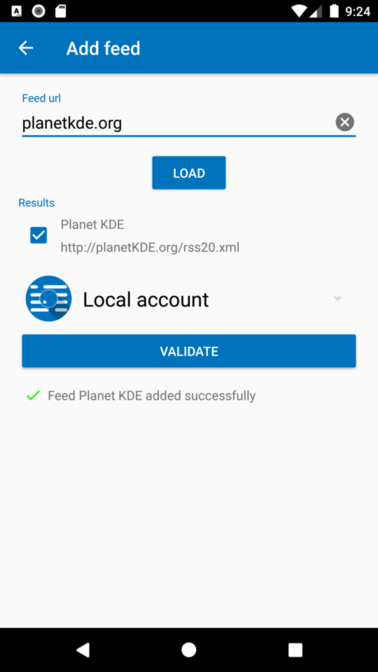 9:24
Add feed
Feed url
planetkde.org
LOAD
Results
Planet KDE
http://planetKDE.org/rss20.xml
Local account
VALIDATE
Feed Planet KDE added successfully